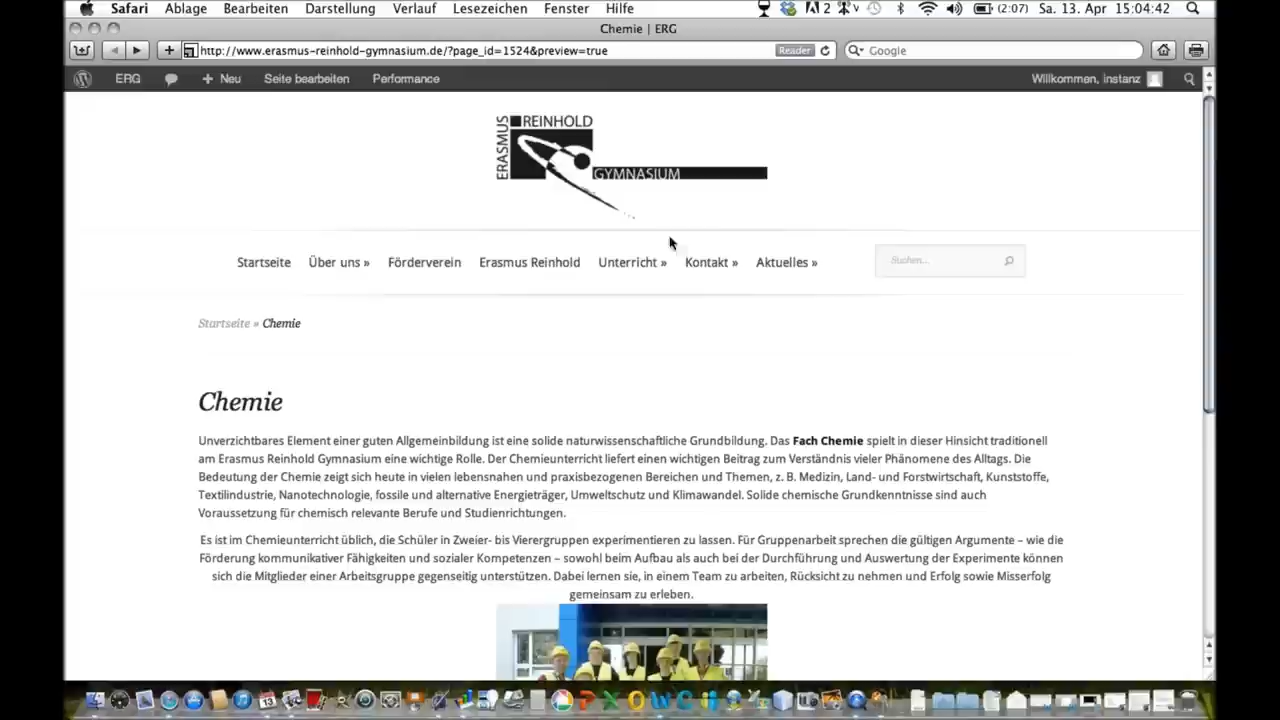 Safari Ablage Bearbeiten Darstellung Verlauf Lesezeichen Fenster Hilfe 2 (2:07) Sa. 13. Apr 15:04:42
Chemie | ERG
http://www.erasmus-reinhold-gymnasium.de/?page_id=1524&preview=true Reader Google
ERG + Neu Seite bearbeiten Performance Willkommen, instanz
ERASMUS REINHOLD
GYMNASIUM
Startseite Über uns » Förderverein Erasmus Reinhold Unterricht » Kontakt » Aktuelles » Suchen...
Startseite » Chemie
Chemie
Unverzichtbares Element einer guten Allgemeinbildung ist eine solide naturwissenschaftliche Grundbildung. Das Fach Chemie spielt in dieser Hinsicht traditionell
am Erasmus Reinhold Gymnasium eine wichtige Rolle. Der Chemieunterricht liefert einen wichtigen Beitrag zum Verständnis vieler Phänomene des Alltags. Die
Bedeutung der Chemie zeigt sich heute in vielen lebensnahen und praxisbezogenen Bereichen und Themen, z. B. Medizin, Land- und Forstwirtschaft, Kunststoffe,
Textilindustrie, Nanotechnologie, fossile und alternative Energieträger, Umweltschutz und Klimawandel. Solide chemische Grundkenntnisse sind auch
Voraussetzung für chemisch relevante Berufe und Studienrichtungen.
Es ist im Chemieunterricht üblich, die Schüler in Zweier- bis Vierergruppen experimentieren zu lassen. Für Gruppenarbeit sprechen die gültigen Argumente – wie die
Förderung kommunikativer Fähigkeiten und sozialer Kompetenzen – sowohl beim Aufbau als auch bei der Durchführung und Auswertung der Experimente können
sich die Mitglieder einer Arbeitsgruppe gegenseitig unterstützen. Dabei lernen sie, in einem Team zu arbeiten, Rücksicht zu nehmen und Erfolg sowie Misserfolg
gemeinsam zu erleben.